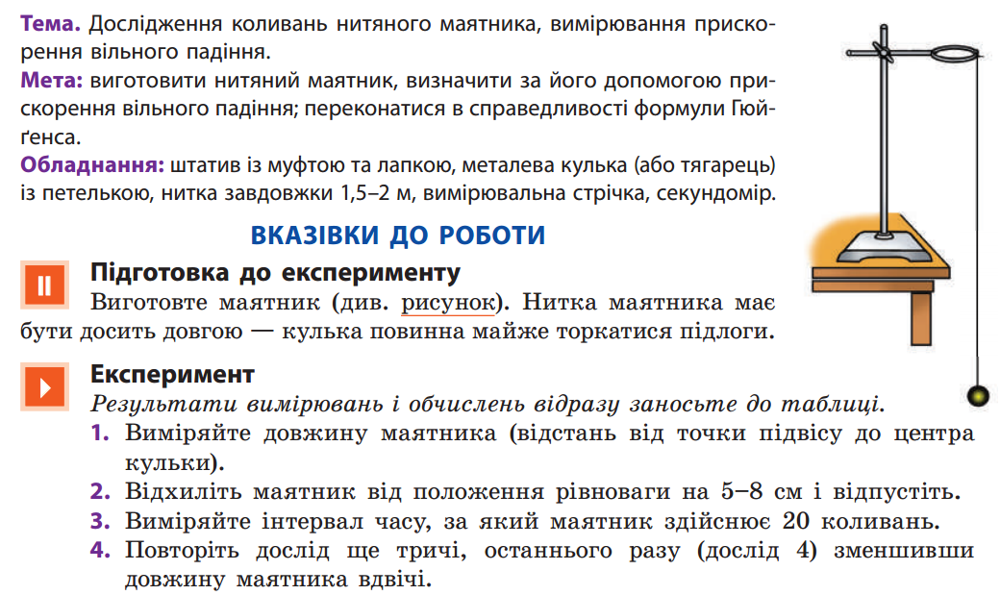 Тема. Дослідження коливань нитяного маятника, вимірювання приско-
рення вільного падіння.
Мета: виготовити нитяний маятник, визначити за його допомогою при-
скорення вільного падіння; переконатися в справедливості формули Гюй-
ґенса.
Обладнання: штатив із муфтою та лапкою, металева кулька (або тягарець)
із петелькою, нитка завдовжки 1,5–2 м, вимірювальна стрічка, секундомір.
ВКАЗІВКИ ДО РОБОТИ
Підготовка до експерименту
Виготовте маятник (див. рисунок). Нитка маятника має
бути досить довгою — кулька повинна майже торкатися підлоги.
Експеримент
Результати вимірювань і обчислень відразу заносьте до таблиці.
1. Виміряйте довжину маятника (відстань від точки підвісу до центра
кульки).
2. Відхиліть маятник від положення рівноваги на 5–8 см і відпустіть.
3. Виміряйте інтервал часу, за який маятник здійснює 20 коливань.
4. Повторіть дослід ще тричі, останнього разу (дослід 4) зменшивши
довжину маятника вдвічі.